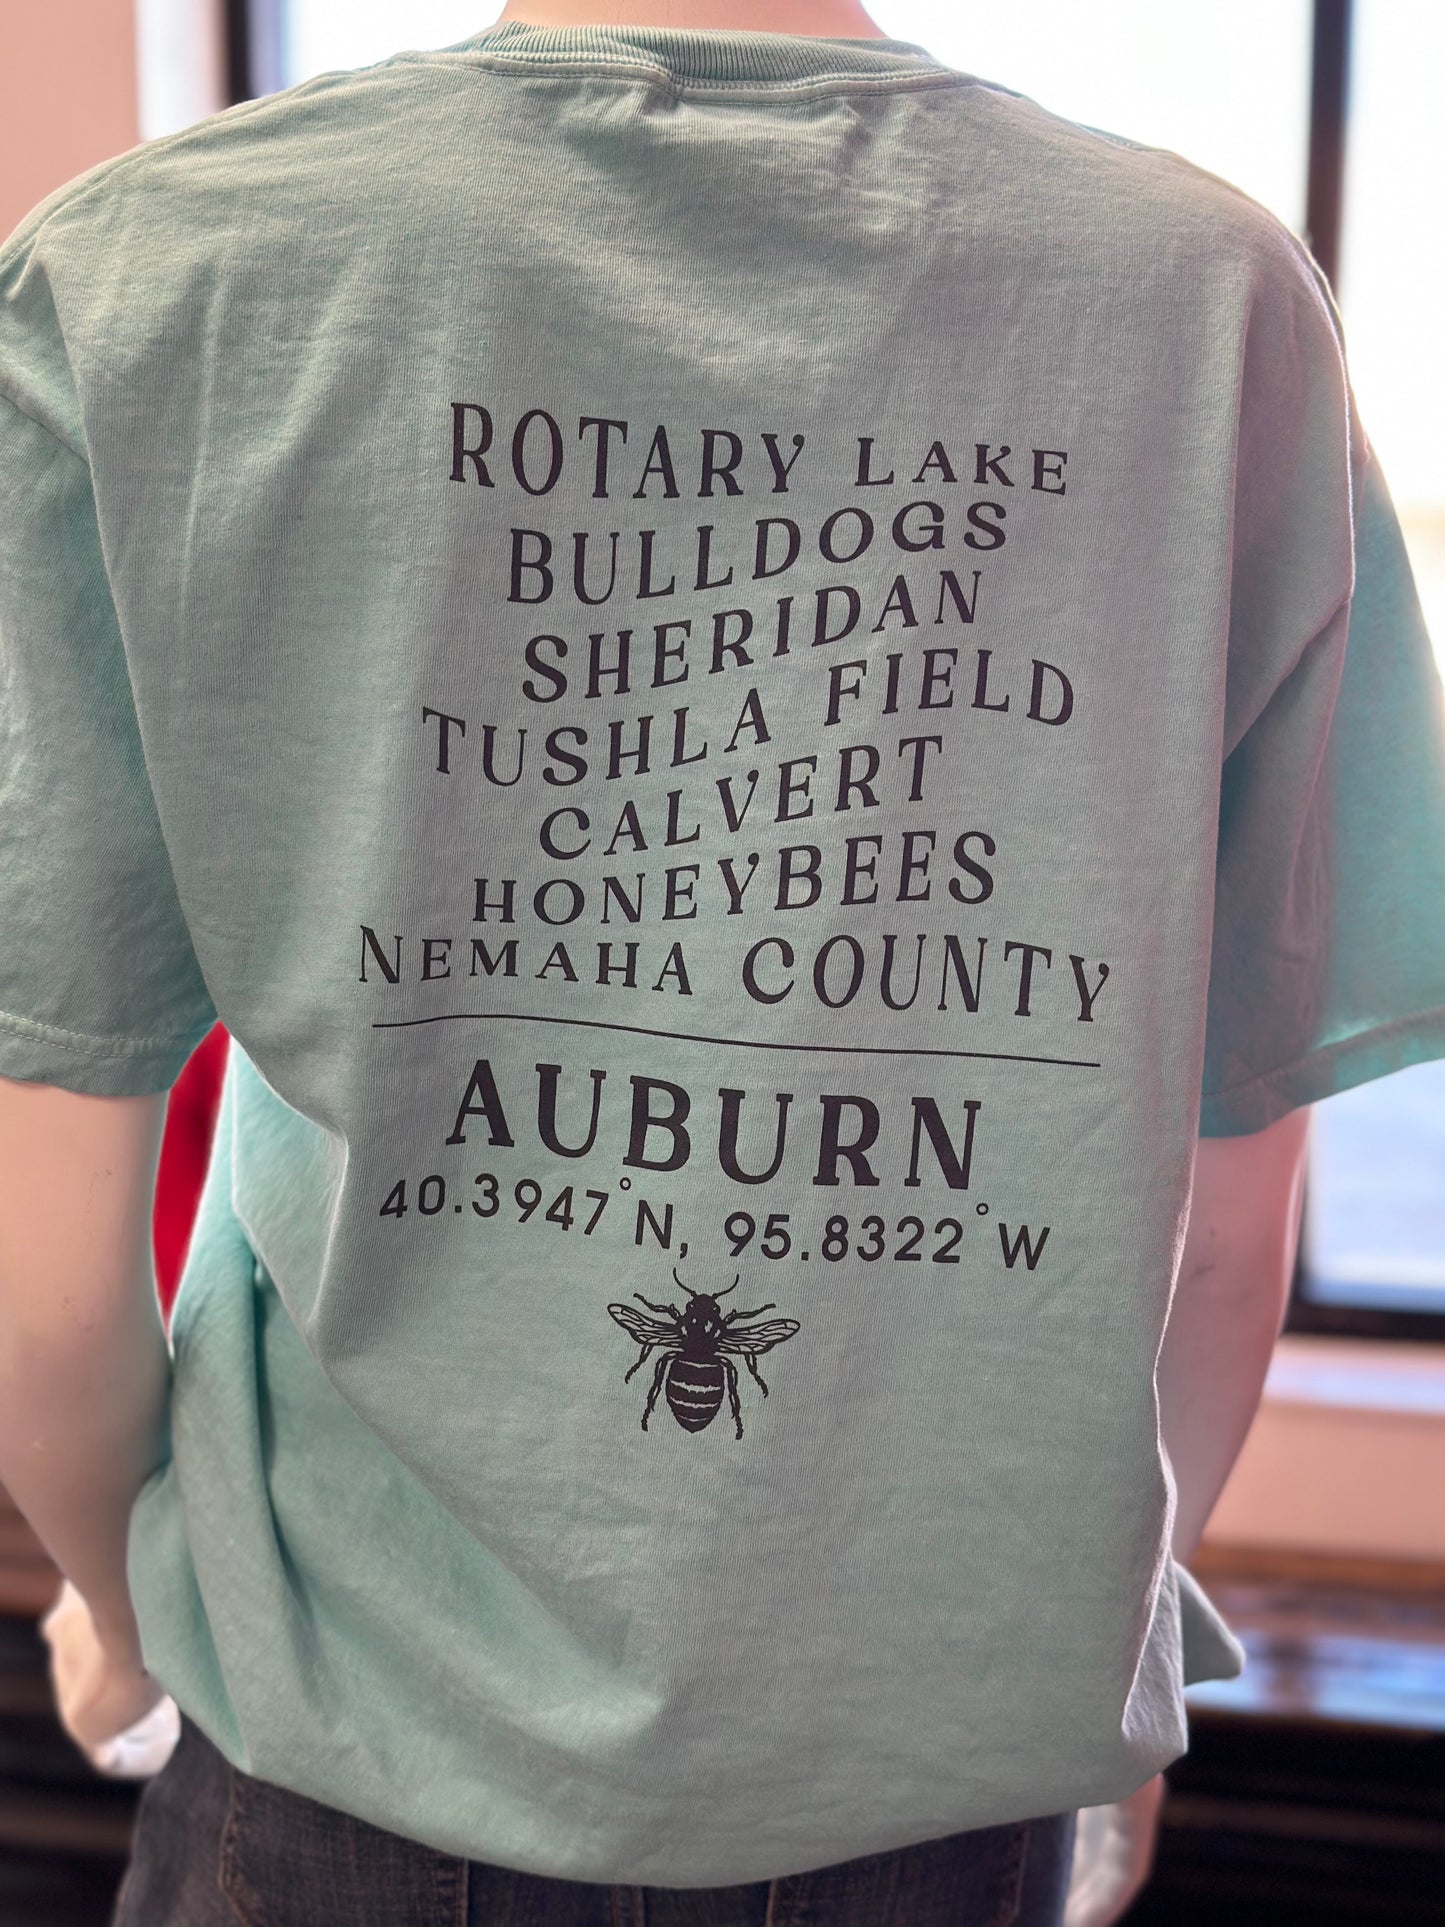 ROTARY LAKE
BULLDOGS
SHERIDAN
TUSHLA FIELD
CALVERT
HONEYBEES
NEMAHA COUNTY
AUBURN
40.3947°N, 95.8322°W